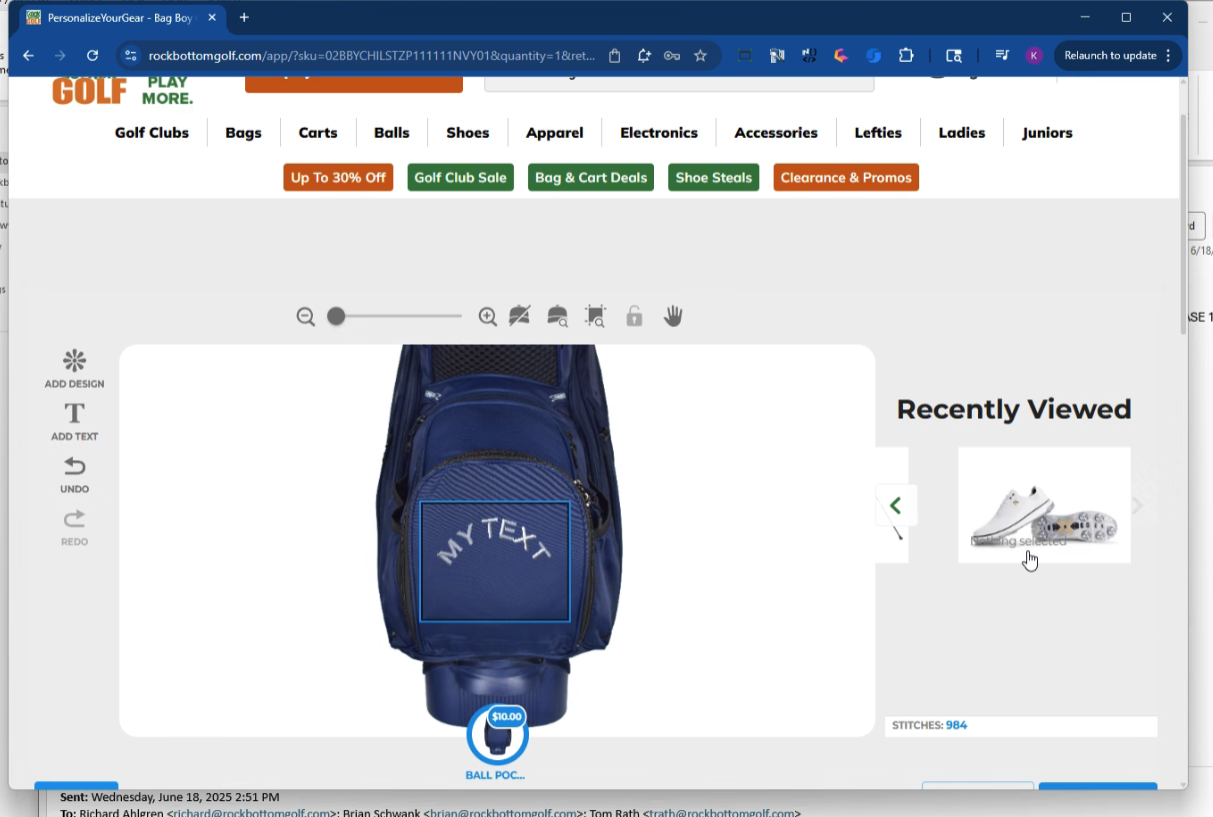 PersonalizeYourGear - Bag Boy
rockbottomgolf.com/app/?sku=02BBYCHILSTZP111111NVY01&quantity=1&ret...
K
Relaunch to update
GOLF
PLAY
MORE.
Golf Clubs
Bags
Carts
Balls
Shoes
Apparel
Electronics
Accessories
Lefties
Ladies
Juniors
Up To 30% Off
Golf Club Sale
Bag & Cart Deals
Shoe Steals
Clearance & Promos
6/18/
ASE 1
ADD DESIGN
ADD TEXT
UNDO
REDO
MY TEXT
Recently Viewed
Nothing selected
STITCHES: 984
$10.00
BALL POC...
Sent: Wednesday, June 18, 2025 2:51 PM
To: Richard Ahlgren <richard@rockbottomgolf.com>; Brian Schwank <brian@rockbottomgolf.com>; Tom Rath <trath@rockbottomgolf.com>